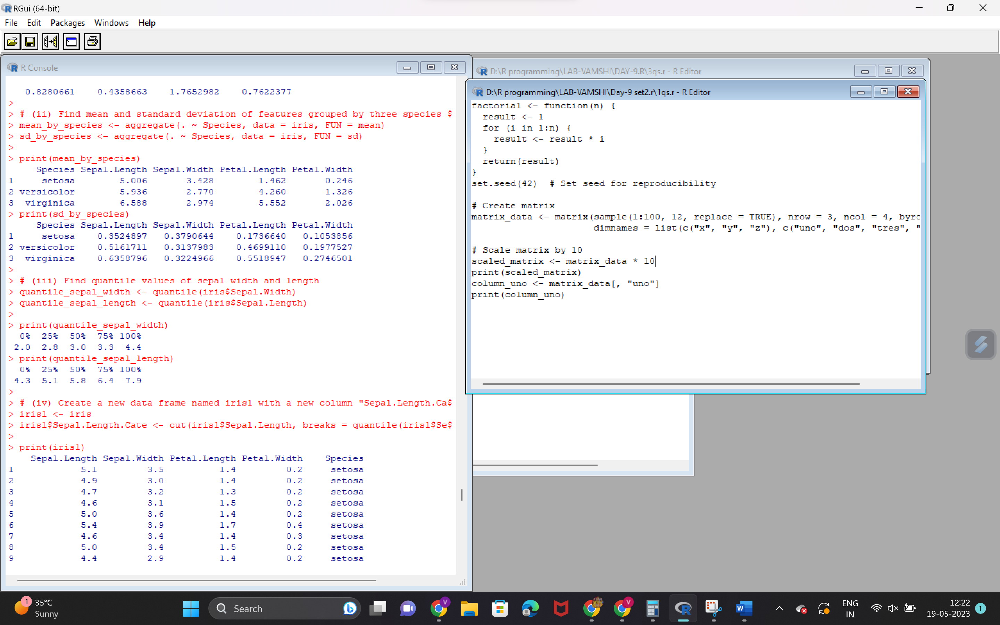 RGui (64-bit)
File Edit Packages Windows Help
R Console
0.8280661 0.4358663 1.7652982 0.7622377
>
> # (ii) Find mean and standard deviation of features grouped by three species $
> mean_by_species <- aggregate(. ~ Species, data = iris, FUN = mean)
> sd_by_species <- aggregate(. ~ Species, data = iris, FUN = sd)
>
> print(mean_by_species)
Species Sepal.Length Sepal.Width Petal.Length Petal.Width
1 setosa 5.006 3.428 1.462 0.246
2 versicolor 5.936 2.770 4.260 1.326
3 virginica 6.588 2.974 5.552 2.026
> print(sd_by_species)
Species Sepal.Length Sepal.Width Petal.Length Petal.Width
1 setosa 0.3524897 0.3790644 0.1736640 0.1053856
2 versicolor 0.5161711 0.3137983 0.4699110 0.1977527
3 virginica 0.6358796 0.3224966 0.5518947 0.2746501
>
> # (iii) Find quantile values of sepal width and length
> quantile_sepal_width <- quantile(iris$Sepal.Width)
> quantile_sepal_length <- quantile(iris$Sepal.Length)
>
> print(quantile_sepal_width)
0% 25% 50% 75% 100%
2.0 2.8 3.0 3.3 4.4
> print(quantile_sepal_length)
0% 25% 50% 75% 100%
4.3 5.1 5.8 6.4 7.9
>
> # (iv) Create a new data frame named iris1 with a new column "Sepal.Length.Ca$
> iris1 <- iris
> iris1$Sepal.Length.Cate <- cut(iris1$Sepal.Length, breaks = quantile(iris1$Se$
>
> print(iris1)
Sepal.Length Sepal.Width Petal.Length Petal.Width Species
1 5.1 3.5 1.4 0.2 setosa
2 4.9 3.0 1.4 0.2 setosa
3 4.7 3.2 1.3 0.2 setosa
4 4.6 3.1 1.5 0.2 setosa
5 5.0 3.6 1.4 0.2 setosa
6 5.4 3.9 1.7 0.4 setosa
7 4.6 3.4 1.4 0.3 setosa
8 5.0 3.4 1.5 0.2 setosa
9 4.4 2.9 1.4 0.2 setosa
D:\R programming\LAB-VAMSHI\DAY-9.R\3qs.r - R Editor
D:\R programming\LAB-VAMSHI\Day-9 set2.r\1qs.r - R Editor
factorial <- function(n) {
result <- 1
for (i in 1:n) {
result <- result * i
}
return(result)
}
set.seed(42) # Set seed for reproducibility
# Create matrix
matrix_data <- matrix(sample(1:100, 12, replace = TRUE), nrow = 3, ncol = 4, byrc
dimnames = list(c("x", "y", "z"), c("uno", "dos", "tres", "
# Scale matrix by 10
scaled_matrix <- matrix_data * 10
print(scaled_matrix)
column_uno <- matrix_data[, "uno"]
print(column_uno)
1
35°C
Sunny
Search
V
V
W
ENG
IN
12:22
19-05-2023
1